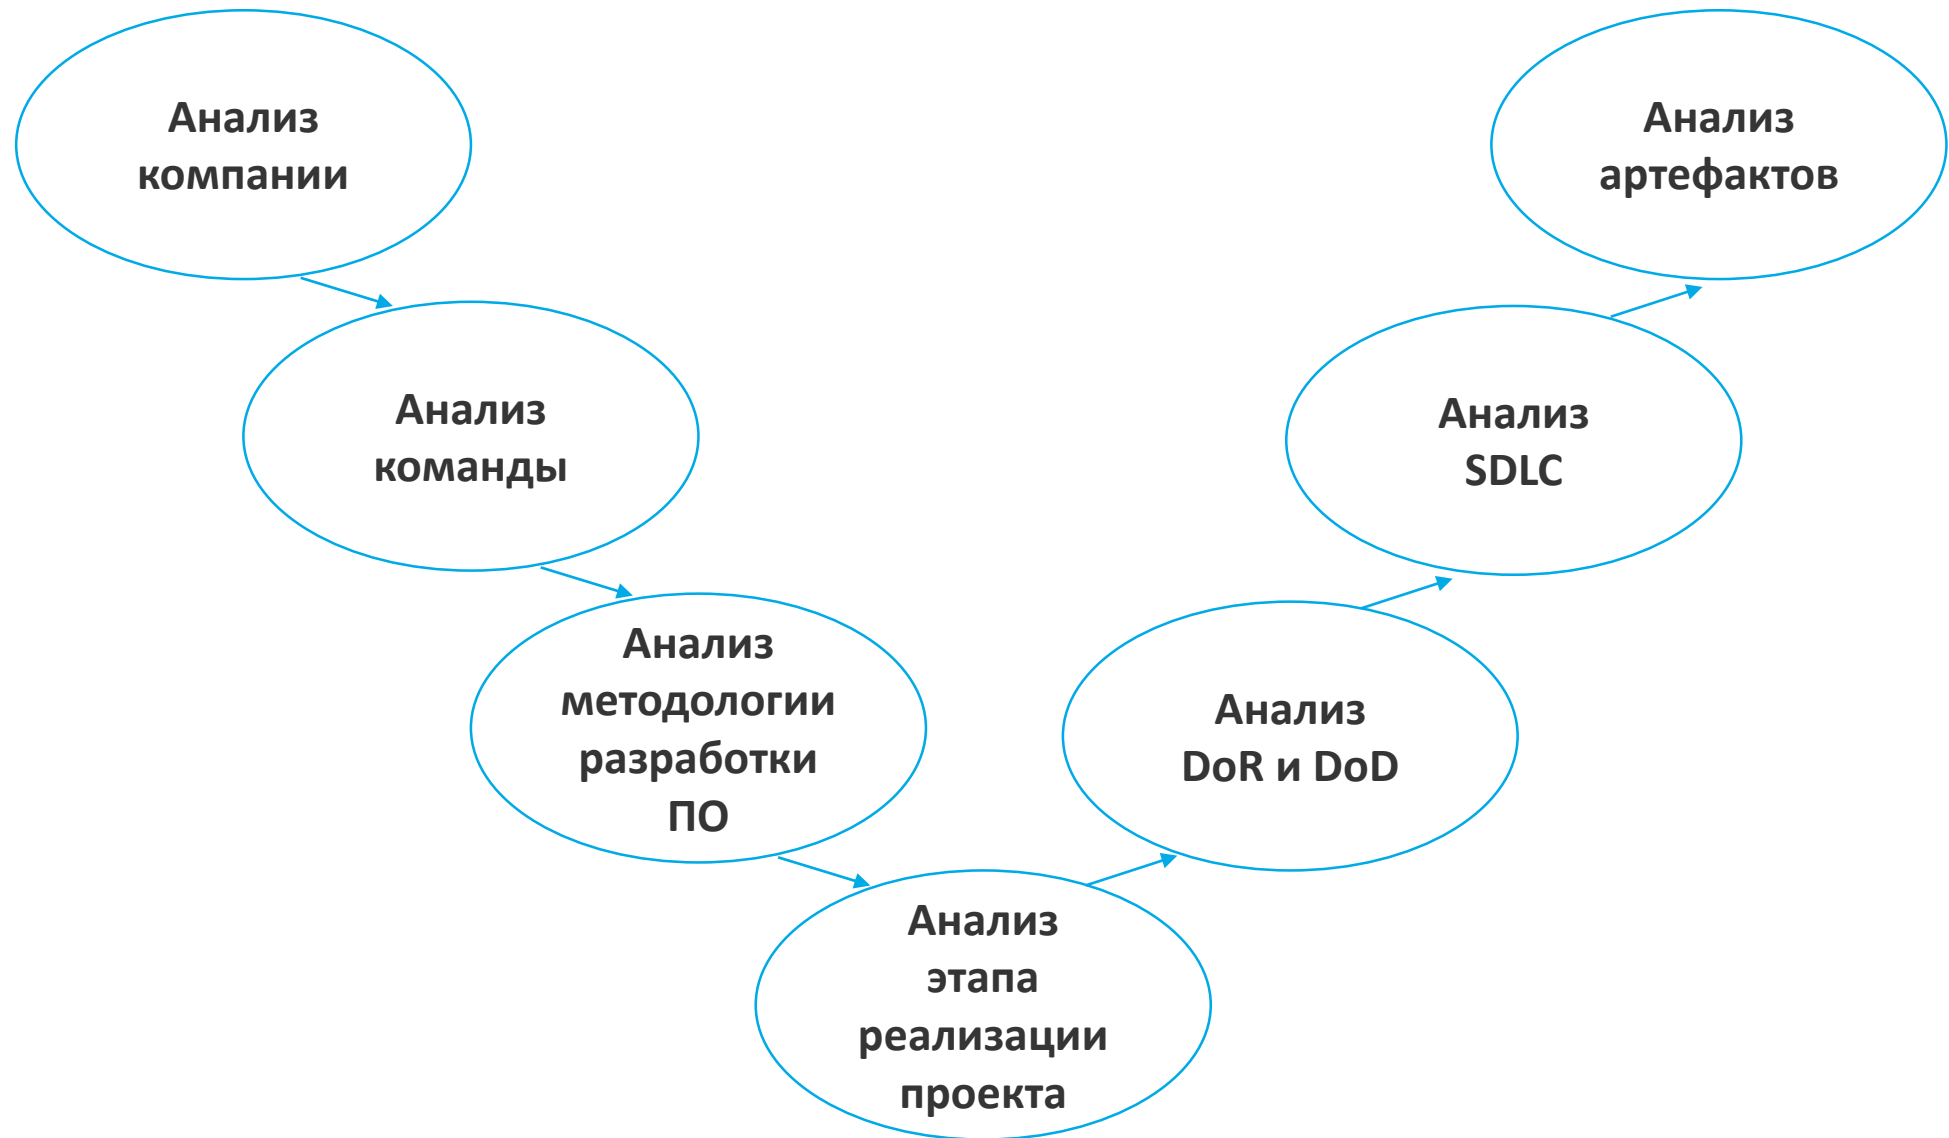 Анализ
компании
Анализ
команды
Анализ
методологии
разработки
ПО
Анализ
этапа
реализации
проекта
Анализ
DoR и DoD
Анализ
SDLC
Анализ
артефактов